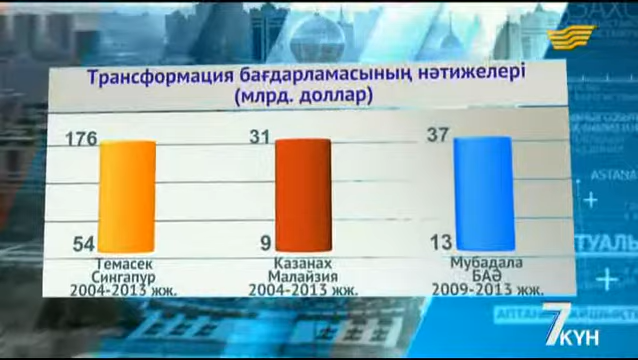 Трансформация бағдарламасының нәтижелері
(млрд. доллар)
176
31
37
54
9
13
Темасек
Сингапур
2004-2013 жж.
Казанах
Малайзия
2004-2013 жж.
Мубадала
БАӘ
2009-2013 жж.
ASTANA
7 КҮН